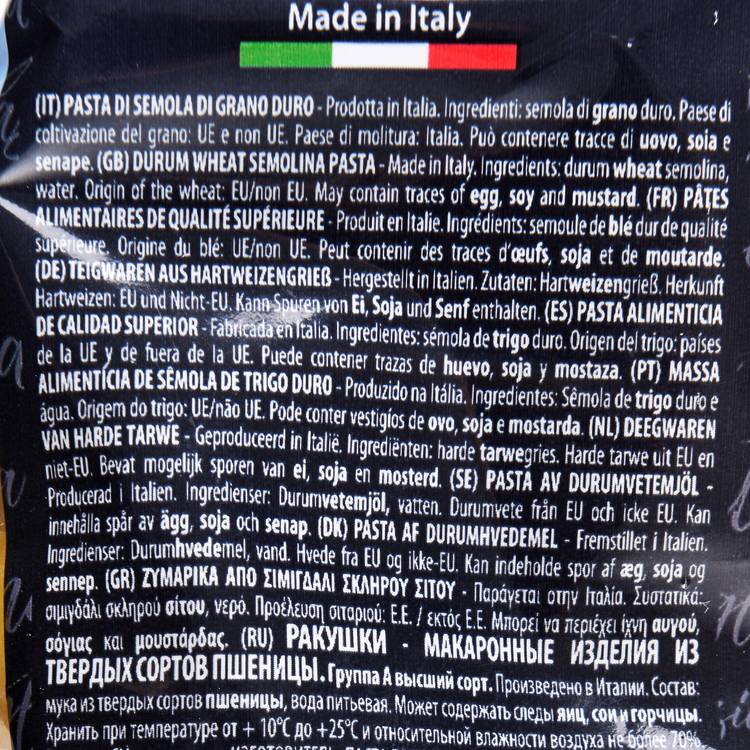 Made in Italy
(IT) PASTA DI SEMOLA DI GRANO DURO - Prodotta in Italia. Ingredienti: semola di grano duro. Paese di
coltivazione del grano: UE e non UE. Paese di molitura: Italia. Può contenere tracce di uovo, soia e
senape. (GB) DURUM WHEAT SEMOLINA PASTA - Made in Italy. Ingredients: durum wheat semolina,
water. Origin of the wheat: EU/non EU. May contain traces of egg, soy and mustard. (FR) PÂTES
ALIMENTAIRES DE QUALITÉ SUPÉRIEURE - Produit en Italie. Ingrédients: semoule de blé dur de qualité
supérieure. Origine du blé: UE/non UE. Peut contenir des traces d'œufs, soja et de moutarde.
(DE) TEIGWAREN AUS HARTWEIZENGRIEß - Hergestellt in Italien. Zutaten: Hartweizengrieß. Herkunft
Hartweizen: EU und Nicht-EU. Kann Spuren von Ei, Soja und Senf enthalten. (ES) PASTA ALIMENTICIA
DE CALIDAD SUPERIOR - Fabricada en Italia. Ingredientes: sémola de trigo duro. Origen del trigo: países
de la UE y de fuera de la UE. Puede contener trazas de huevo, soja y mostaza. (PT) MASSA
ALIMENTÍCIA DE SÊMOLA DE TRIGO DURO - Produzido na Itália. Ingredientes: Sêmola de trigo duro e
água. Origem do trigo: UE/não UE. Pode conter vestigíos de ovo, soja e mostarda. (NL) DEEGWAREN
VAN HARDE TARWE - Geproduceerd in Italië. Ingrediënten: harde tarwegries. Harde tarwe uit EU en
niet-EU. Bevat mogelijk sporen van ei, soja en mosterd. (SE) PASTA AV DURUMVETEMJÖL -
Producerad i Italien. Ingredienser: Durumvetemjöl, vatten. Durumvete från EU och icke EU. Kan
innehålla spår av ägg, soja och senap. (DK) PASTA AF DURUMHVEDEMEL - Fremstillet i Italien.
Ingredienser: Durumhvedemel, vand. Hvede fra EU og ikke-EU. Kan indeholde spor af æg, soja og
sennep. (GR) ΖΥΜΑΡΙΚΑ ΑΠΟ ΣΙΜΙΓΔΑΛΙ ΣΚΛΗΡΟΥ ΣΙΤΟΥ - Παράγεται στην Ιταλία. Συστατικά:
σιμιγδάλι σκληρού σίτου, νερό. Προέλευση σιταριού: Ε.Ε. / εκτός Ε.Ε. Μπορεί να περιέχει ίχνη αυγού,
σόγιας και μουστάρδας. (RU) РАКУШКИ - МАКАРОННЫЕ ИЗДЕЛИЯ ИЗ
ТВЕРДЫХ СОРТОВ ПШЕНИЦЫ. Группа А высший сорт. Произведено в Италии. Состав:
мука из твердых сортов пшеницы, вода питьевая. Может содержать следы яиц, сои и горчицы.
Хранить при температуре от + 10°C до +25°C и относительной влажности воздуха не более 70%.